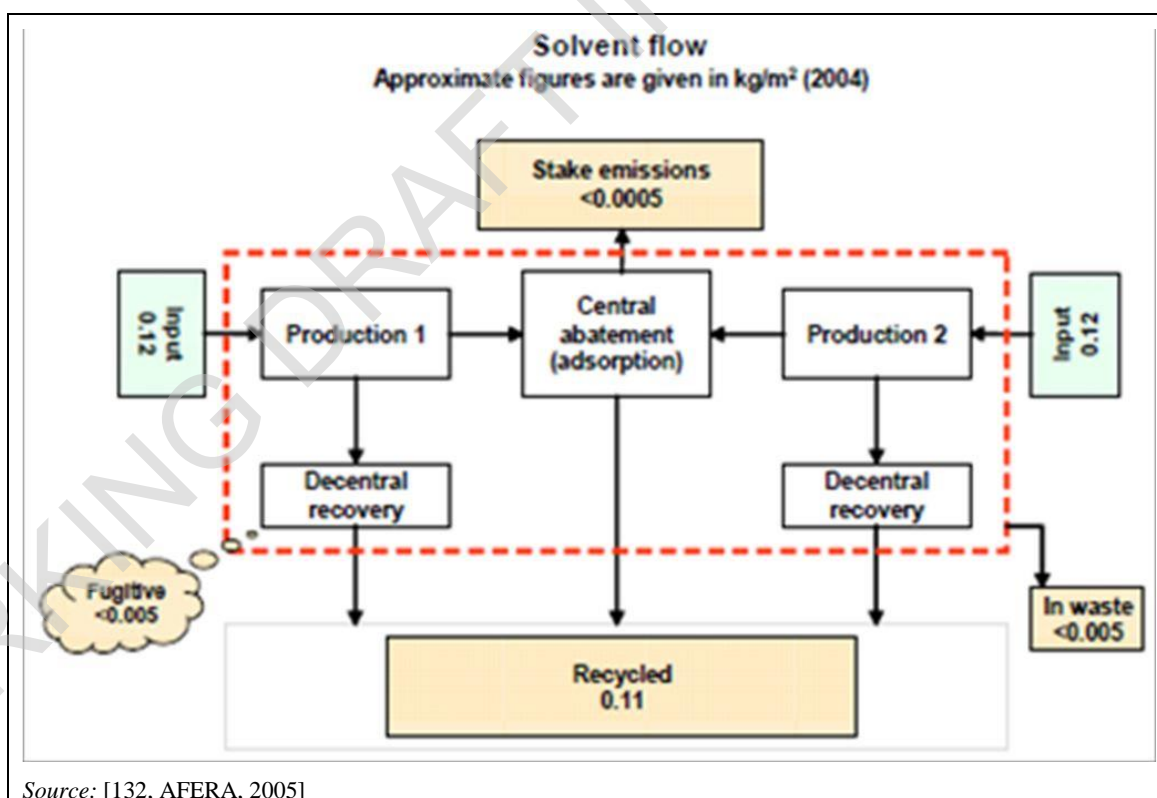 Solvent flow
Approximate figures are given in kg/m² (2004)
Stake emissions
<0.0005
Input
0.12
Production 1
Central
abatement
(adsorption)
Production 2
Input
0.12
Decentral
recovery
Decentral
recovery
Fugitive
<0.005
In waste
<0.005
Recycled
0.11
Source: [132, AFERA, 2005]
RKING DRAFT I